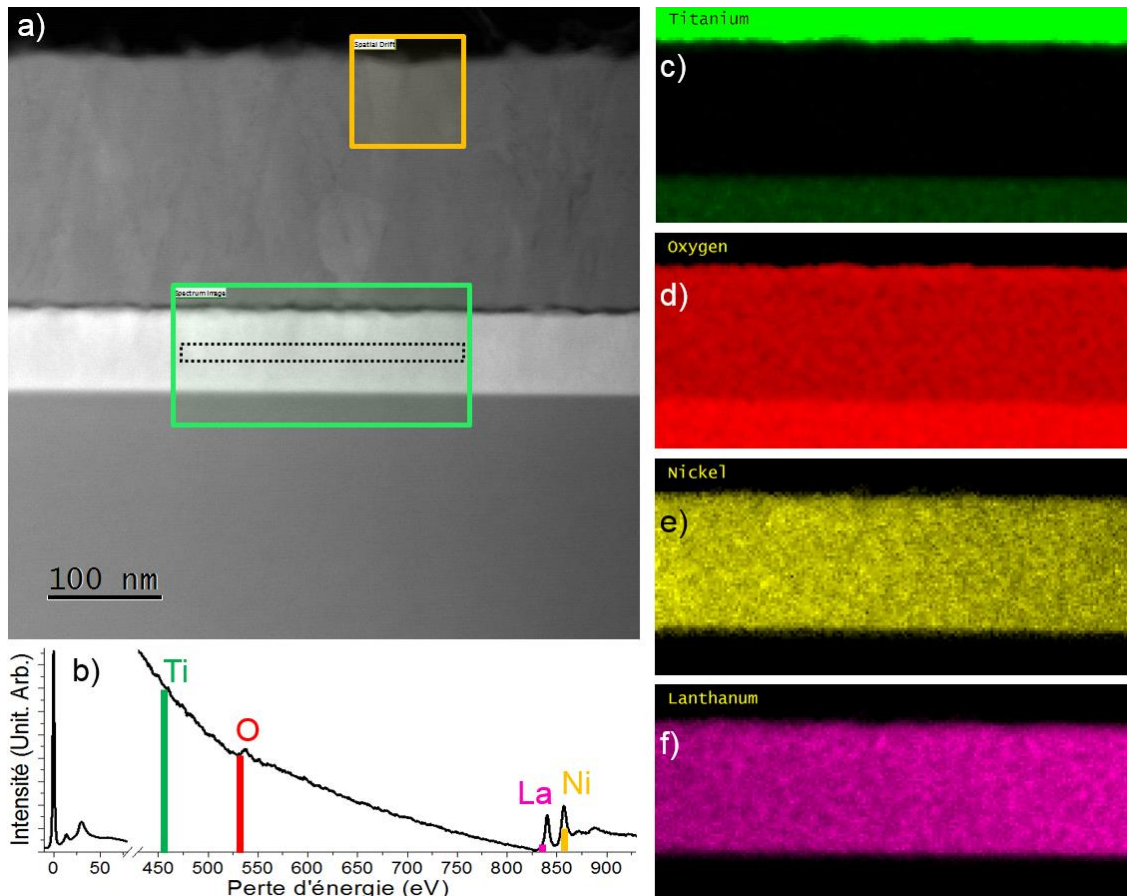 a)
Spatial Drift
Spectrum Image
100 nm
b)
Intensité (Unit. Arb.)
Ti
O
La
Ni
0 50 450 500 550 600 650 700 750 800 850 900
Perte d'énergie (eV)
Titanium
c)
Oxygen
d)
Nickel
e)
Lanthanum
f)